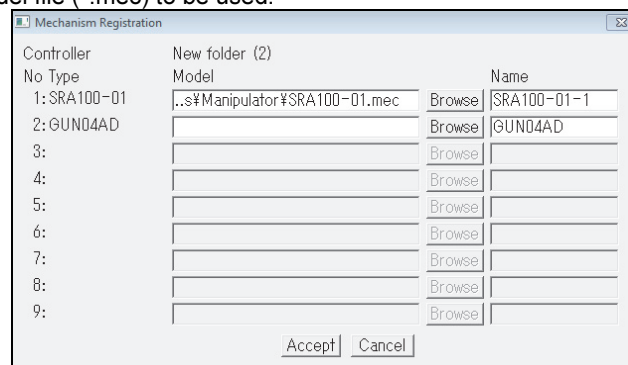 del file (*.mec) to be used.
Mechanism Registration
Controller New folder (2)
No Type Model Name
1:SRA100-01 ..s¥Manipulator¥SRA100-01.mec Browse SRA100-01-1
2:GUN04AD Browse GUN04AD
3: Browse
4: Browse
5: Browse
6: Browse
7: Browse
8: Browse
9: Browse
Accept Cancel